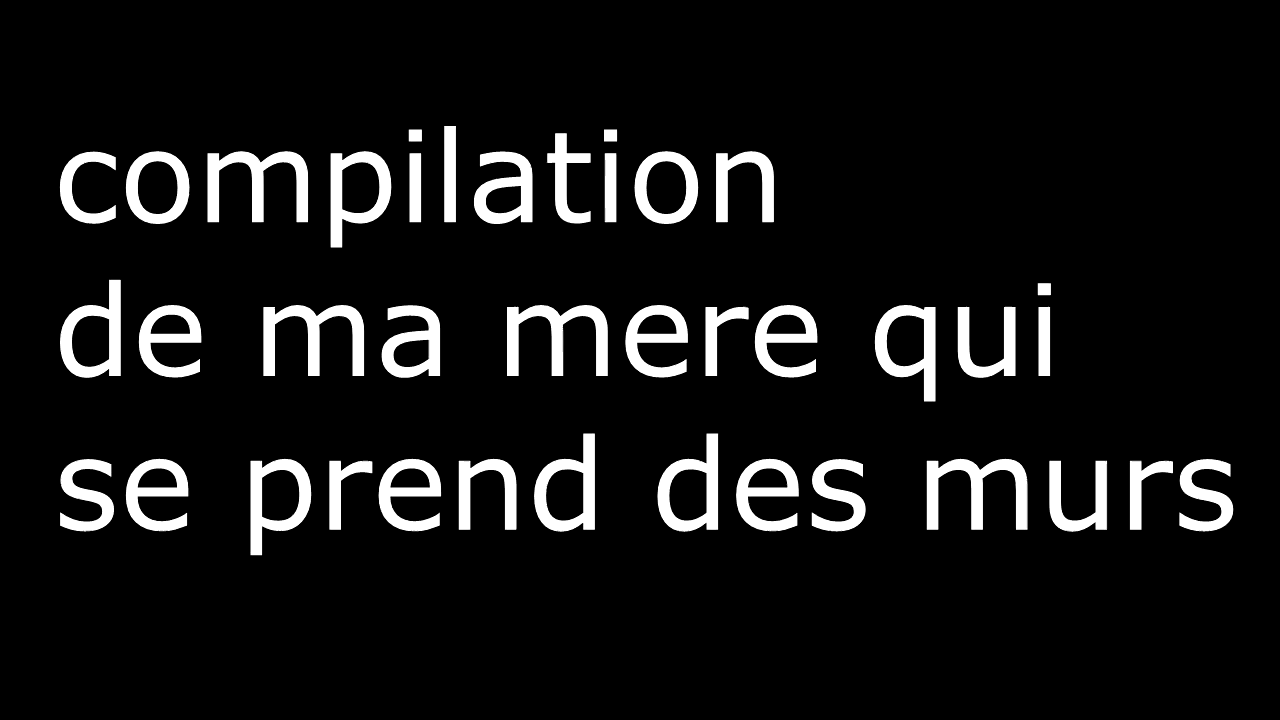 compilation
de ma mere qui
se prend des murs